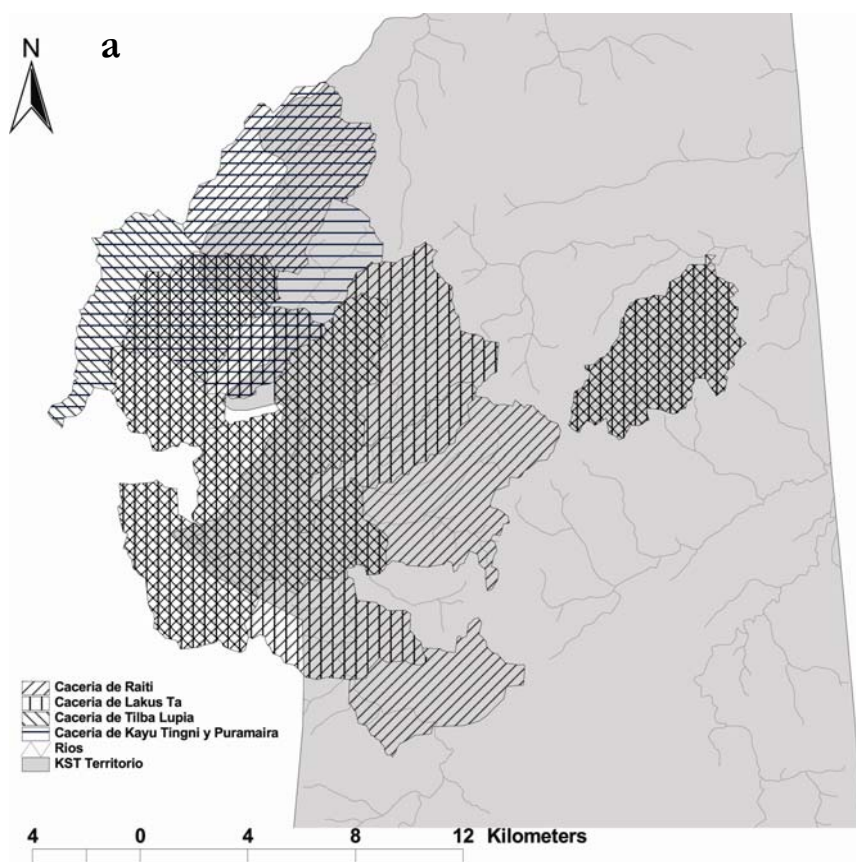 a
N
Caceria de Raiti
Caceria de Lakus Ta
Caceria de Tilba Lupia
Caceria de Kayu Tingni y Puramaira
Rios
KST Territorio
4 0 4 8 12 Kilometers